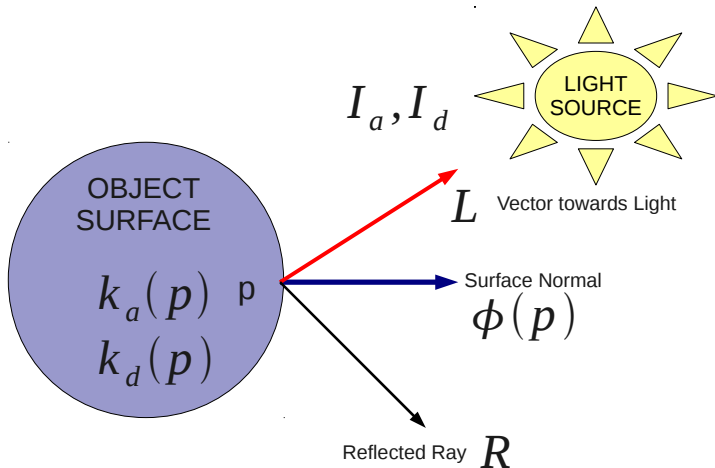 LIGHT
SOURCE
I_a, I_d
L Vector towards Light
OBJECT
SURFACE
k_a(p) p
k_d(p)
Surface Normal
ϕ(p)
Reflected Ray R